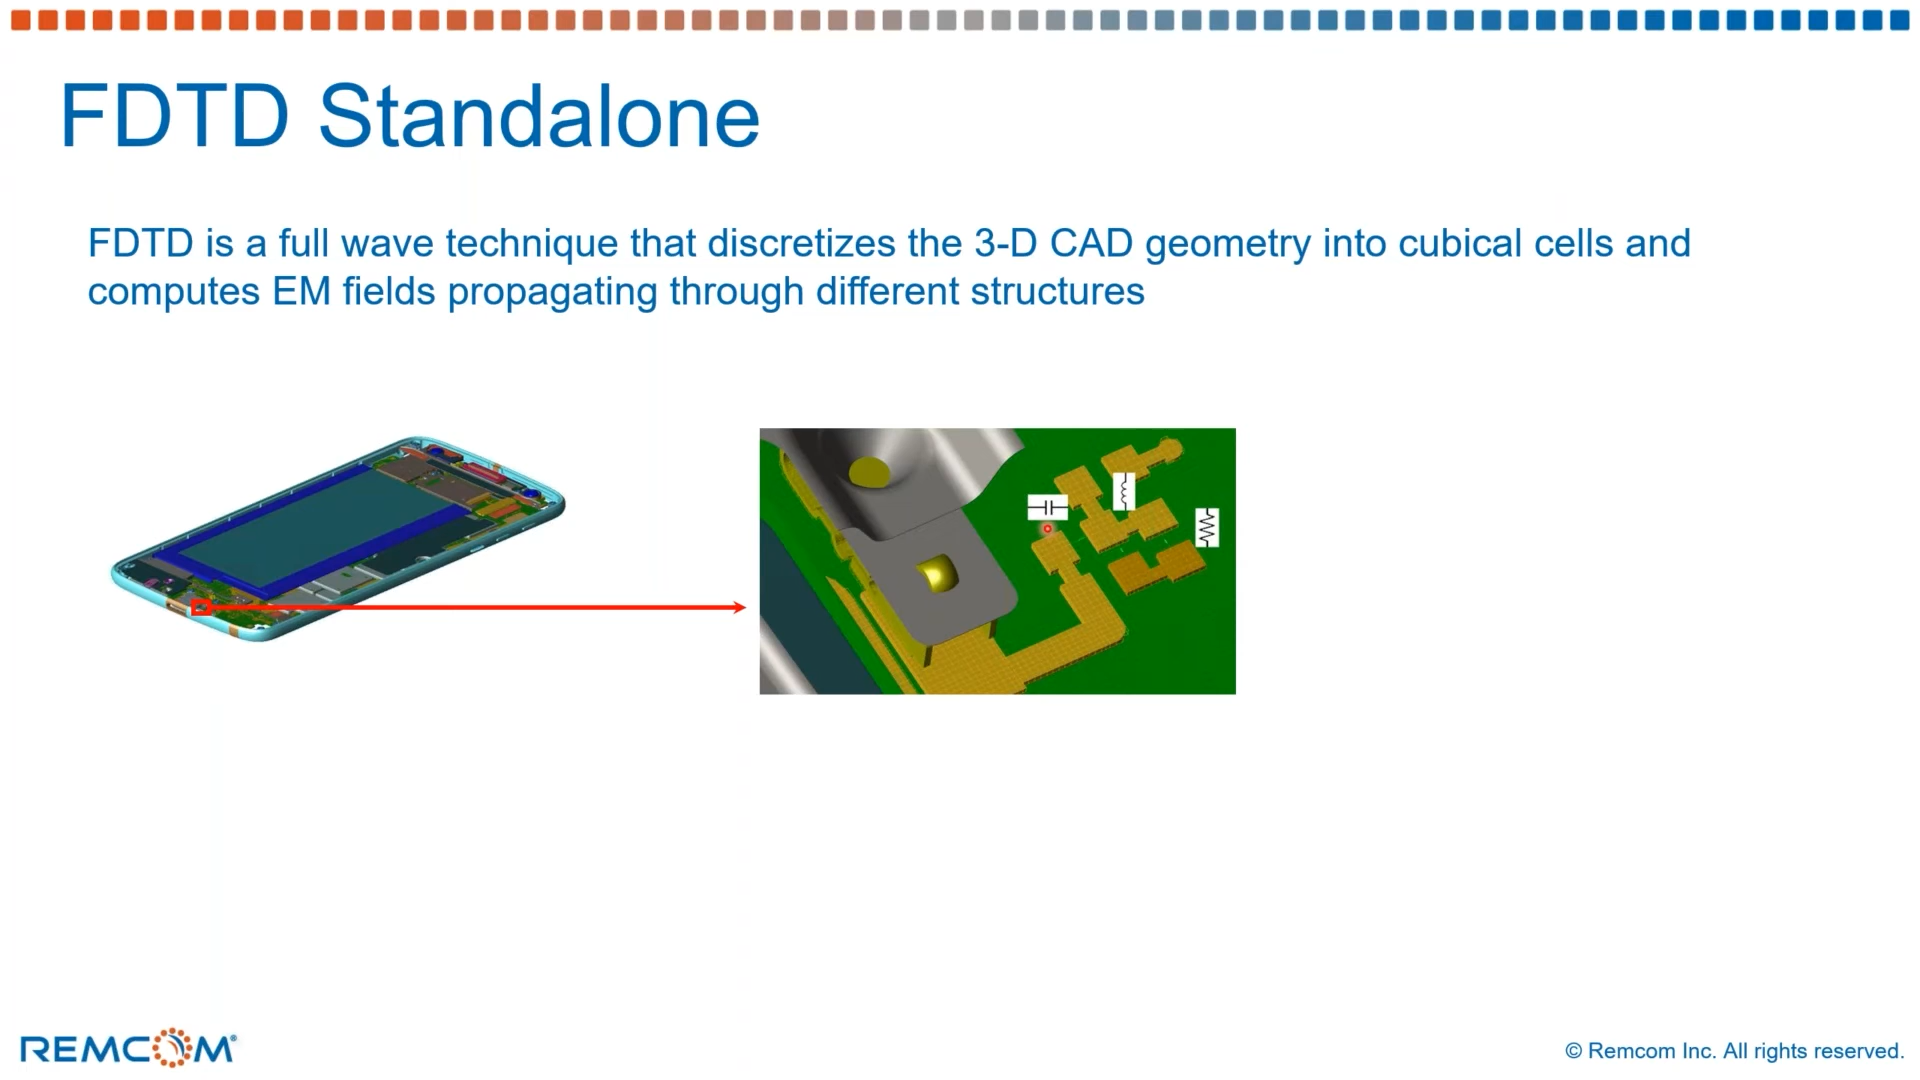 FDTD Standalone
FDTD is a full wave technique that discretizes the 3-D CAD geometry into cubical cells and
computes EM fields propagating through different structures
REMCOM®
© Remcom Inc. All rights reserved.